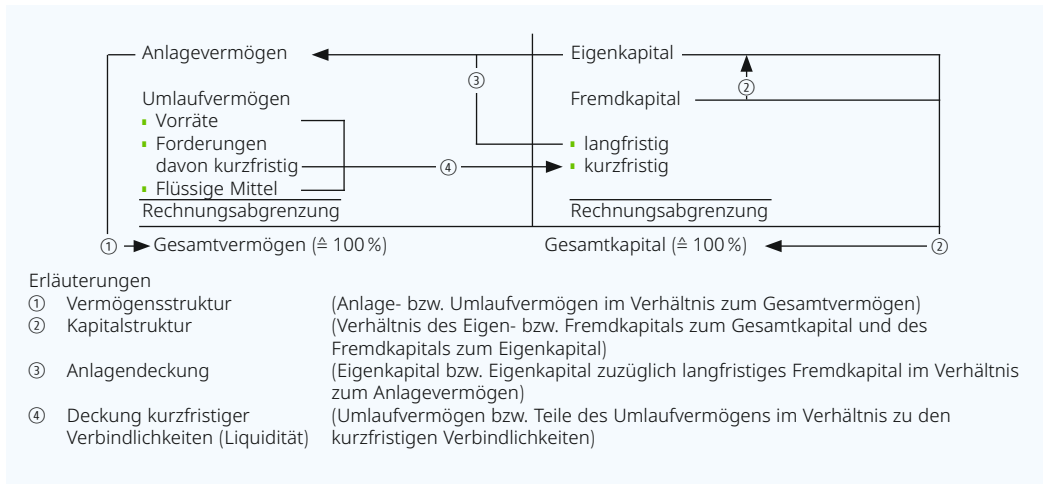 Anlagevermögen
Eigenkapital
③
②
Umlaufvermögen
Fremdkapital
▪ Vorräte
▪ Forderungen
▪ langfristig
davon kurzfristig
④
▪ kurzfristig
▪ Flüssige Mittel
Rechnungsabgrenzung
Rechnungsabgrenzung
① Gesamtvermögen (≙ 100 %)
Gesamtkapital (≙ 100 %) ②
Erläuterungen
① Vermögensstruktur (Anlage- bzw. Umlaufvermögen im Verhältnis zum Gesamtvermögen)
② Kapitalstruktur (Verhältnis des Eigen- bzw. Fremdkapitals zum Gesamtkapital und des
Fremdkapitals zum Eigenkapital)
③ Anlagendeckung (Eigenkapital bzw. Eigenkapital zuzüglich langfristiges Fremdkapital im Verhältnis
zum Anlagevermögen)
④ Deckung kurzfristiger (Umlaufvermögen bzw. Teile des Umlaufvermögens im Verhältnis zu den
Verbindlichkeiten (Liquidität) kurzfristigen Verbindlichkeiten)